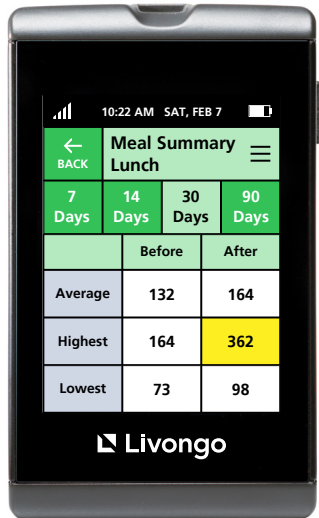 10:22 AM SAT, FEB 7
BACK
Meal Summary
Lunch
7 Days
14 Days
30 Days
90 Days
Before After
Average 132 164
Highest 164 362
Lowest 73 98
Livongo